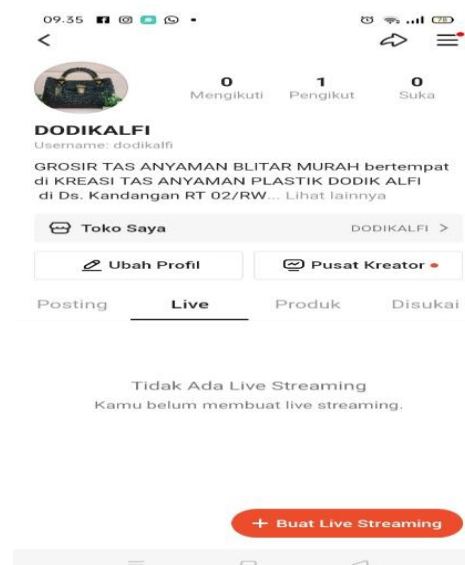 09.35
78
0 1 0
Mengikuti Pengikut Suka
DODIKALFI
Username: dodikalfi
GROSIR TAS ANYAMAN BLITAR MURAH bertempat
di KREASI TAS ANYAMAN PLASTIK DODIK ALFI
di Ds. Kandangan RT 02/RW... Lihat lainnya
Toko Saya DODIKALFI >
Ubah Profil Pusat Kreator
Posting Live Produk Disukai
Tidak Ada Live Streaming
Kamu belum membuat live streaming.
+ Buat Live Streaming